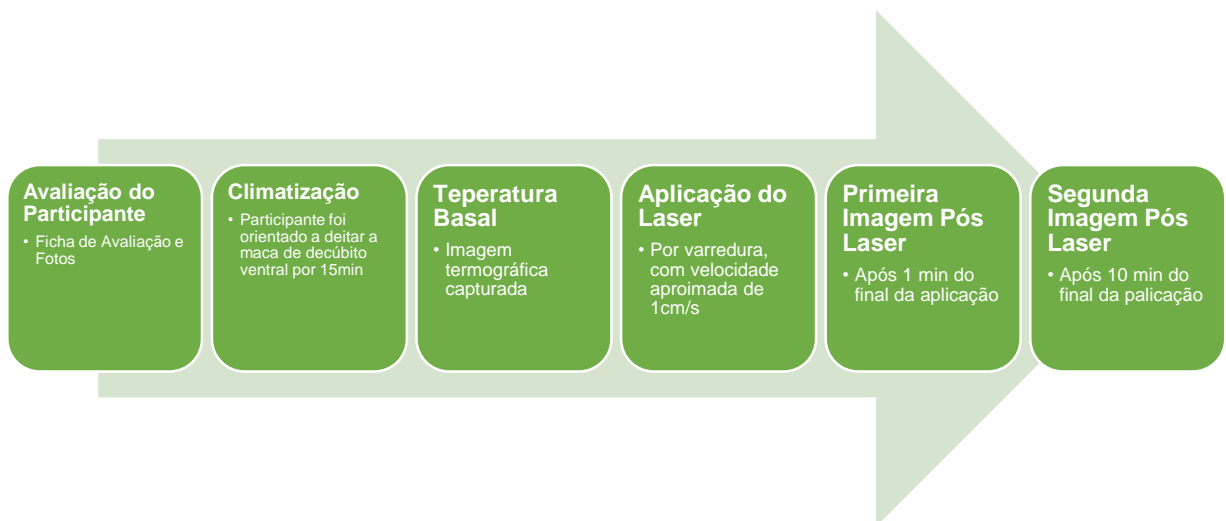 Avaliação do
Participante
• Ficha de Avaliação e
Fotos
Climatização
• Participante foi
orientado a deitar a
maca de decúbito
ventral por 15min
Teperatura
Basal
• Imagem
termográfica
capturada
Aplicação do
Laser
• Por varredura,
com velocidade
aproimada de
1cm/s
Primeira
Imagem Pós
Laser
• Após 1 min do
final da aplicação
Segunda
Imagem Pós
Laser
• Após 10 min do
final da palicação